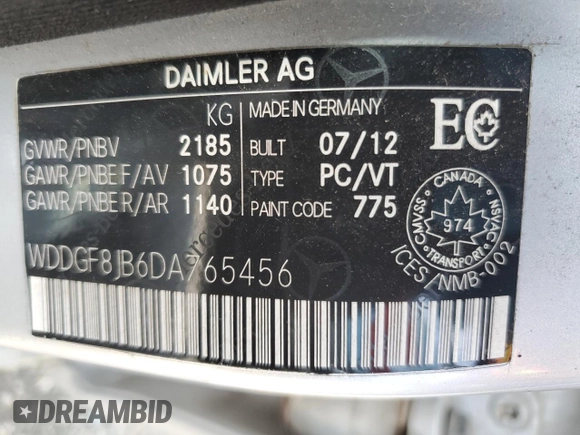 DAIMLER AG
KG
GVWR/PNBV 2185
GAWR/PNBE F/AV 1075
GAWR/PNBE R/AR 1140
MADE IN GERMANY
BUILT 07/12
TYPE PC/VT
PAINT CODE 775
EC
CANADA
CMVSS 974 NSVAC
TRANSPORT
ICES/NMB-002
WDDGF8JB6DA765456
DREAMBID